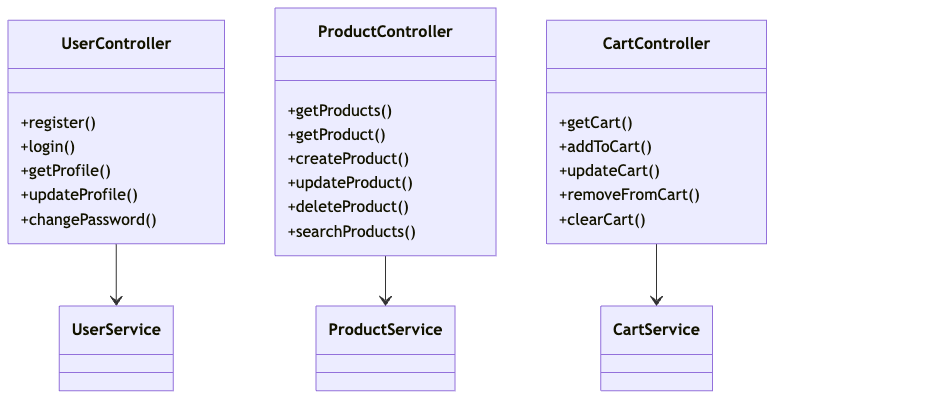 UserController
+register()
+login()
+getProfile()
+updateProfile()
+changePassword()
UserService
ProductController
+getProducts()
+getProduct()
+createProduct()
+updateProduct()
+deleteProduct()
+searchProducts()
ProductService
CartController
+getCart()
+addToCart()
+updateCart()
+removeFromCart()
+clearCart()
CartService